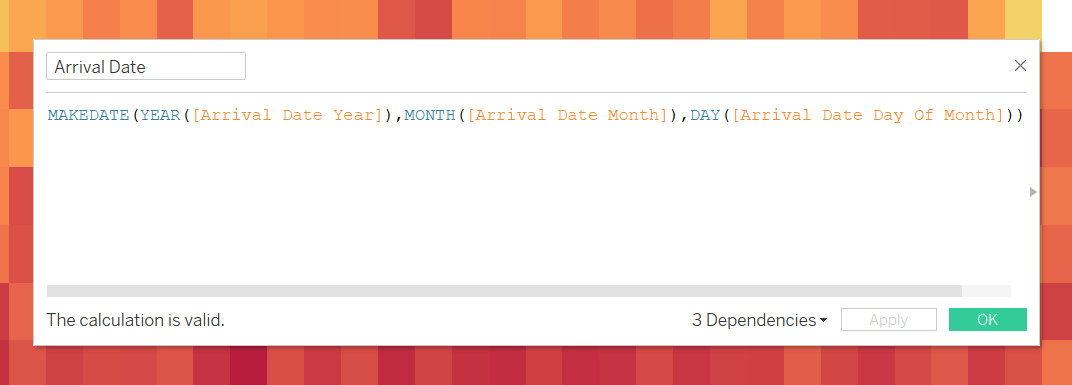 Arrival Date
MAKEDATE(YEAR([Arrival Date Year]),MONTH([Arrival Date Month]),DAY([Arrival Date Day Of Month]))
The calculation is valid.
3 Dependencies
Apply
OK